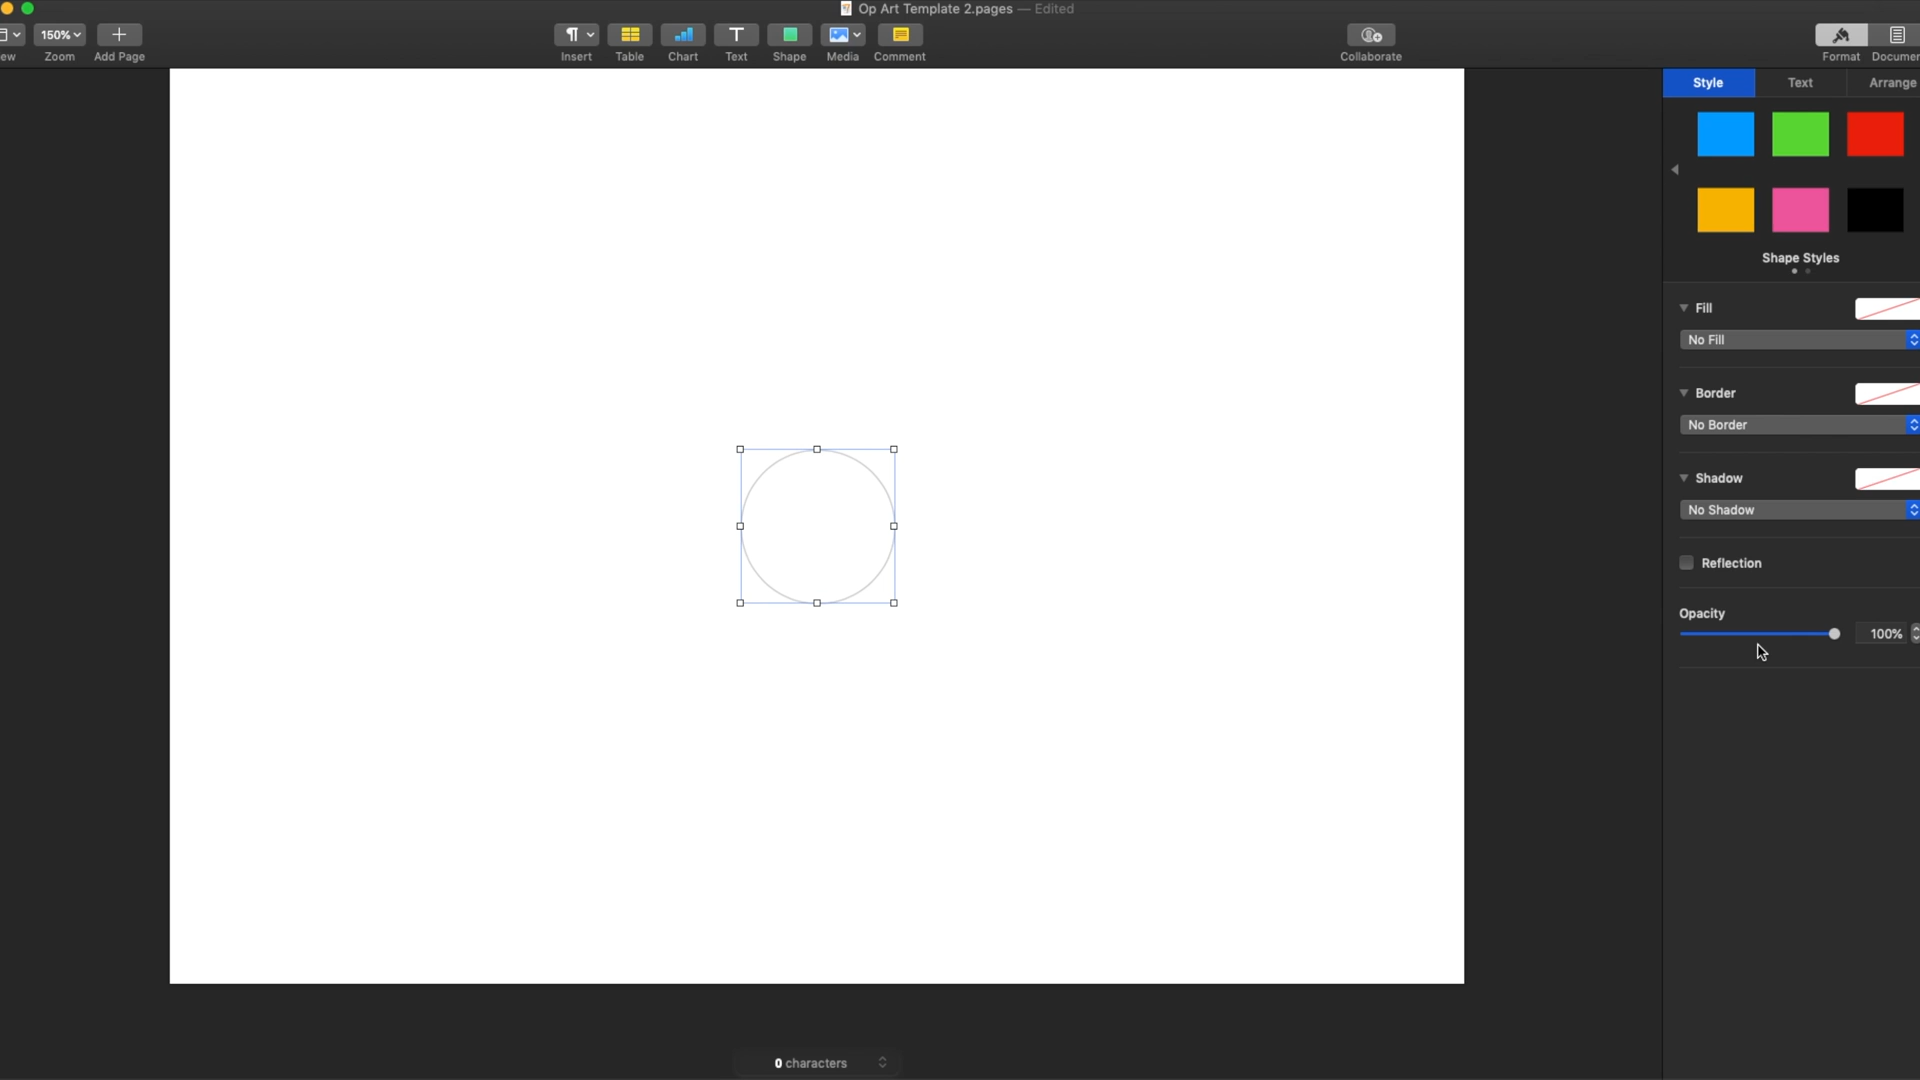 Op Art Template 2.pages — Edited
150%
ew
Zoom
Add Page
Insert
Table
Chart
Text
Shape
Media
Comment
Collaborate
Format
Documen
Style
Text
Arrange
Shape Styles
Fill
No Fill
Border
No Border
Shadow
No Shadow
Reflection
Opacity
100%
0 characters